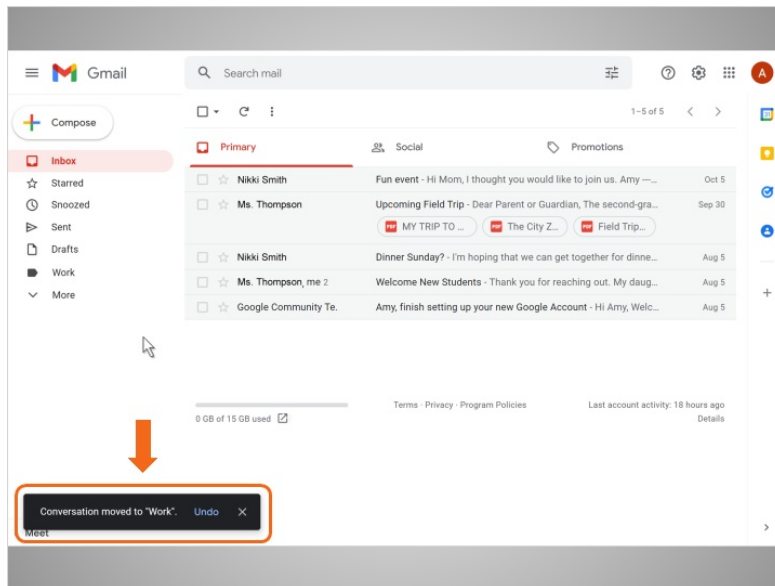 Gmail
Search mail
A
Compose
1–5 of 5
Primary
Social
Promotions
Inbox
Starred
Snoozed
Sent
Drafts
Work
More
Nikki Smith Fun event - Hi Mom, I thought you would like to join us. Amy ---... Oct 5
Ms. Thompson Upcoming Field Trip - Dear Parent or Guardian, The second-gra... Sep 30
PDF MY TRIP TO ... PDF The City Z... PDF Field Trip...
Nikki Smith Dinner Sunday? - I'm hoping that we can get together for dinne... Aug 5
Ms. Thompson, me 2 Welcome New Students - Thank you for reaching out. My daug... Aug 5
Google Community Te. Amy, finish setting up your new Google Account - Hi Amy, Welc... Aug 5
0 GB of 15 GB used
Terms · Privacy · Program Policies
Last account activity: 18 hours ago
Details
Conversation moved to "Work". Undo
Meet